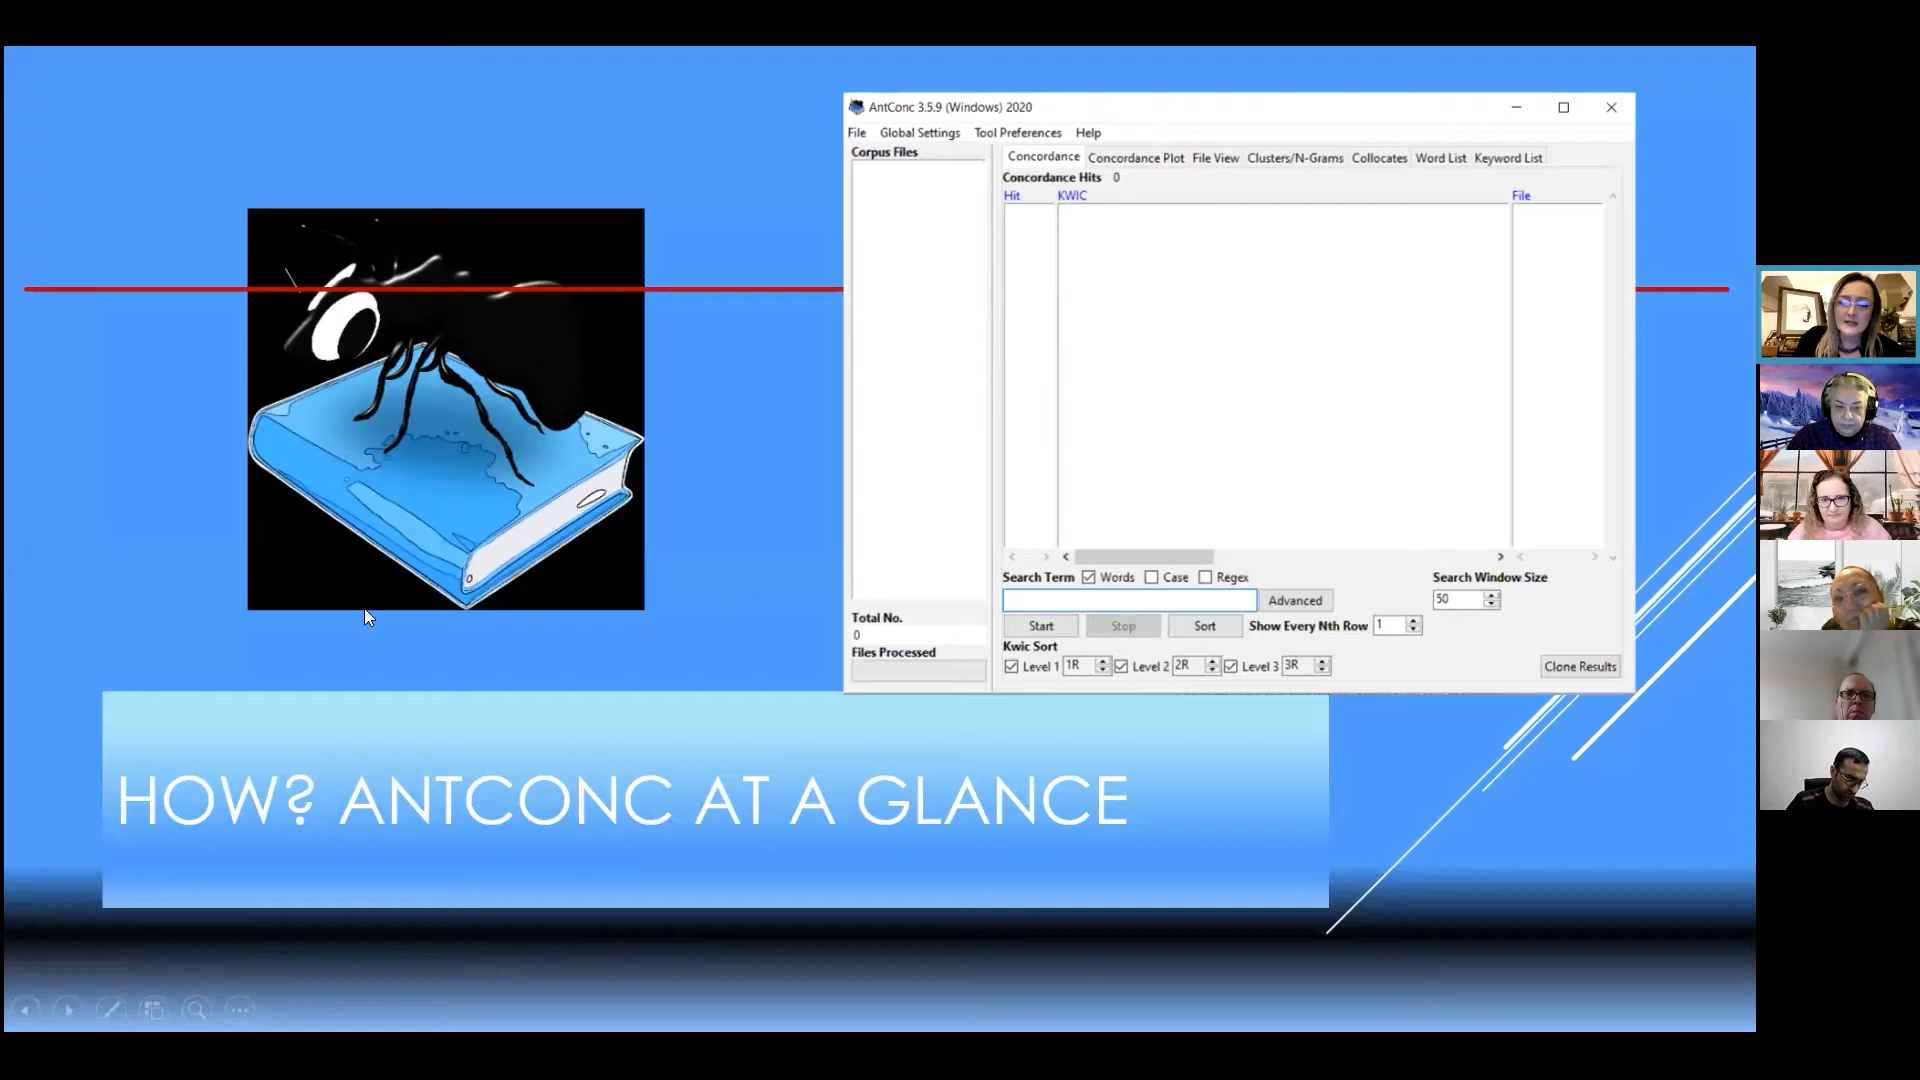 AntConc 3.5.9 (Windows) 2020
File Global Settings Tool Preferences Help
Corpus Files
Concordance Concordance Plot File View Clusters/N-Grams Collocates Word List Keyword List
Concordance Hits 0
Hit KWIC File
Search Term Words Case Regex Search Window Size
Advanced 50
Total No.
0
Start Stop Sort Show Every Nth Row 1
Files Processed
Kwic Sort
Level 1 1R Level 2 2R Level 3 3R Clone Results
HOW? ANTCONC AT A GLANCE